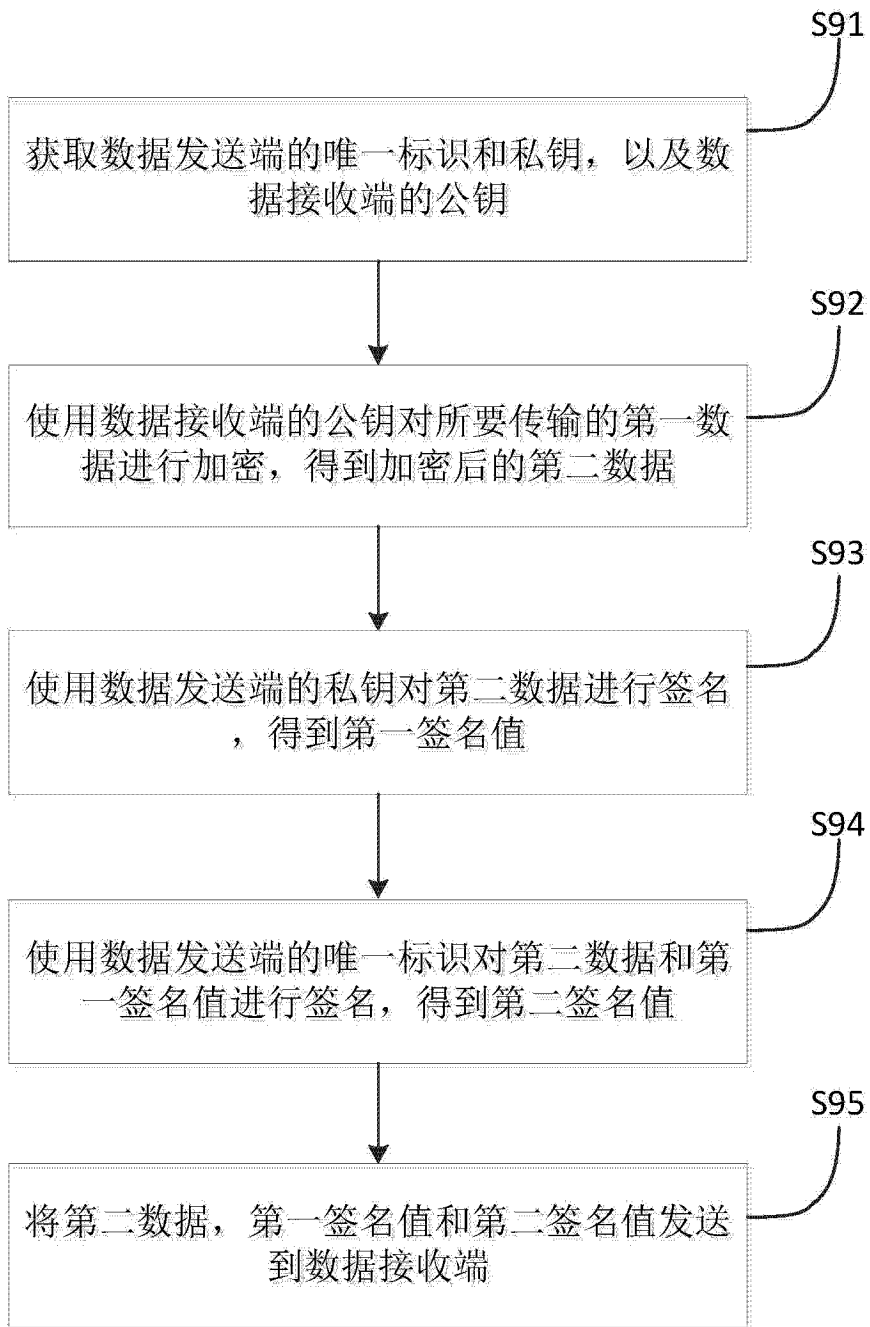 S91
获取数据发送端的唯一标识和私钥，以及数
据接收端的公钥
S92
使用数据接收端的公钥对所要传输的第一数
据进行加密，得到加密后的第二数据
S93
使用数据发送端的私钥对第二数据进行签名
，得到第一签名值
S94
使用数据发送端的唯一标识对第二数据和第
一签名值进行签名，得到第二签名值
S95
将第二数据，第一签名值和第二签名值发送
到数据接收端